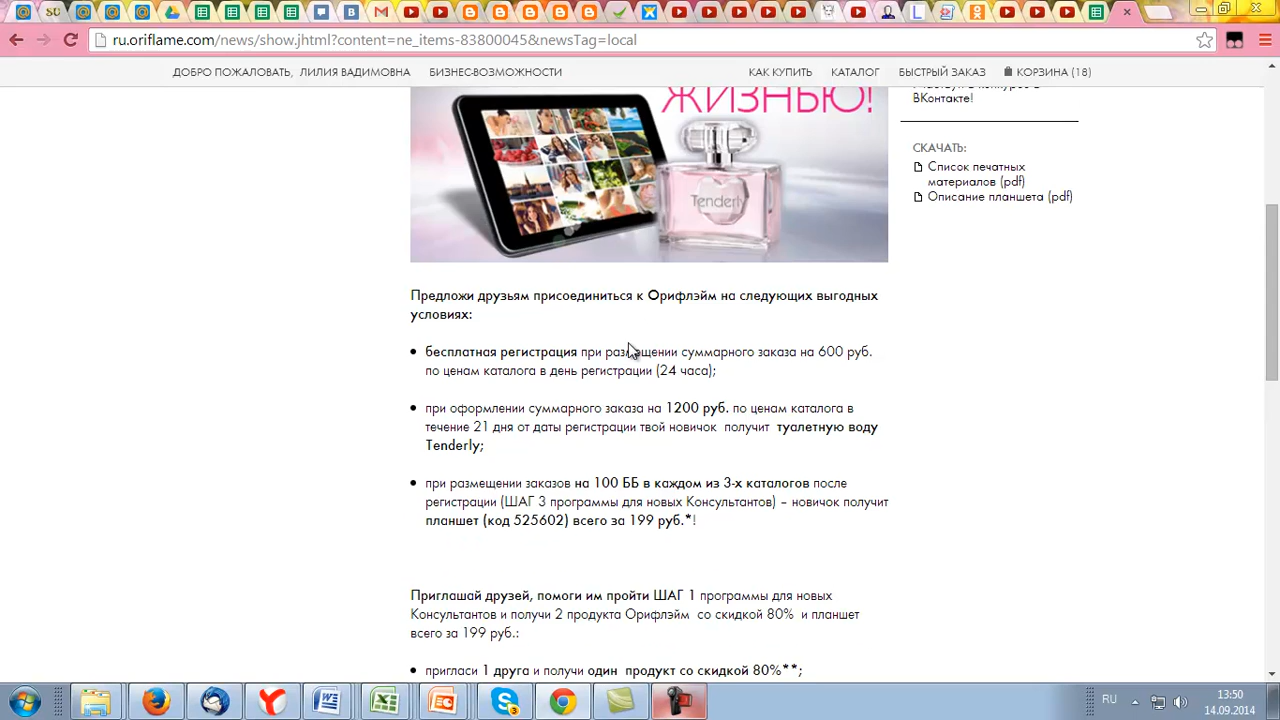 ru.oriflame.com/news/show.jhtml?content=ne_items-83800045&newsTag=local
ДОБРО ПОЖАЛОВАТЬ, ЛИЛИЯ ВАДИМОВНА БИЗНЕС-ВОЗМОЖНОСТИ КАК КУПИТЬ КАТАЛОГ БЫСТРЫЙ ЗАКАЗ КОРЗИНА (18)
ЖИЗНЬЮ!
Tenderly
ВКонтакте!
СКАЧАТЬ:
Список печатных
материалов (pdf)
Описание планшета (pdf)
Предложи друзьям присоединиться к Орифлэйм на следующих выгодных
условиях:
бесплатная регистрация при размещении суммарного заказа на 600 руб.
по ценам каталога в день регистрации (24 часа);
при оформлении суммарного заказа на 1200 руб. по ценам каталога в
течение 21 дня от даты регистрации твой новичок получит туалетную воду
Tenderly;
при размещении заказов на 100 ББ в каждом из 3-х каталогов после
регистрации (ШАГ 3 программы для новых Консультантов) – новичок получит
планшет (код 525602) всего за 199 руб.*!
Приглашай друзей, помоги им пройти ШАГ 1 программы для новых
Консультантов и получи 2 продукта Орифлэйм со скидкой 80% и планшет
всего за 199 руб.:
пригласи 1 друга и получи один продукт со скидкой 80%**;
RU
13:50
14.09.2014